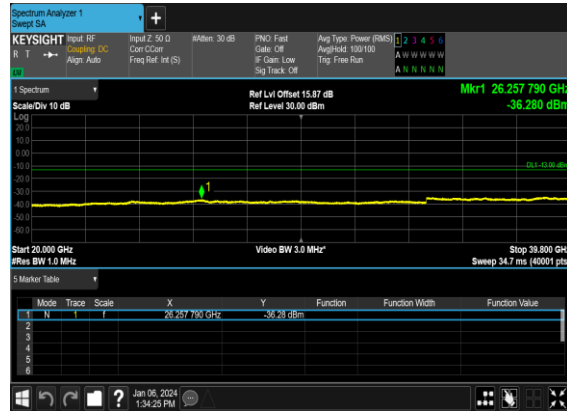 Spectrum Analyzer 1
Swept SA
+
KEYSIGHT Input: RF Input Z: 50 Ω #Atten: 30 dB PNO: Fast Avg Type: Power (RMS) 1 2 3 4 5 6
R T Coupling: DC Corr CCorr Gate: Off Avg|Hold: 100/100 A W W W W W
Align: Auto Freq Ref: Int (S) IF Gain: Low Trig: Free Run
Sig Track: Off A N N N N N
1 Spectrum Ref Lvl Offset 15.87 dB Mkr1 26.257 790 GHz
Scale/Div 10 dB Ref Level 30.00 dBm -36.280 dBm
Log
20.0
10.0
0.00
-10.0
DL1 -13.00 dBm
-20.0
-30.0
1
-40.0
-50.0
-60.0
Start 20.000 GHz Video BW 3.0 MHz* Stop 39.800 GHz
#Res BW 1.0 MHz Sweep 34.7 ms (40001 pts)
5 Marker Table
Mode Trace Scale X Y Function Function Width Function Value
1 N 1 f 26.257 790 GHz -36.28 dBm
2
3
4
5
6
? Jan 06, 2024
1:34:25 PM